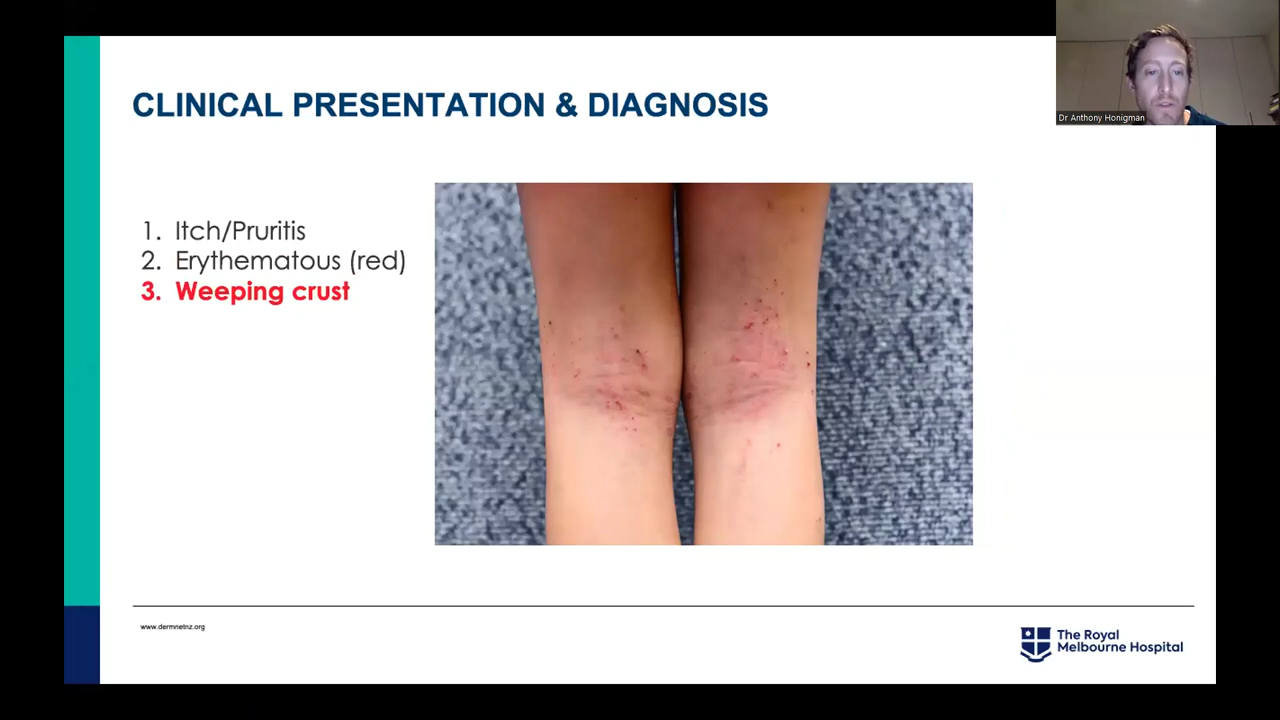 Dr Anthony Honigman
CLINICAL PRESENTATION & DIAGNOSIS
1. Itch/Pruritis
2. Erythematous (red)
3. Weeping crust
www.dermnetnz.org
The Royal
Melbourne Hospital